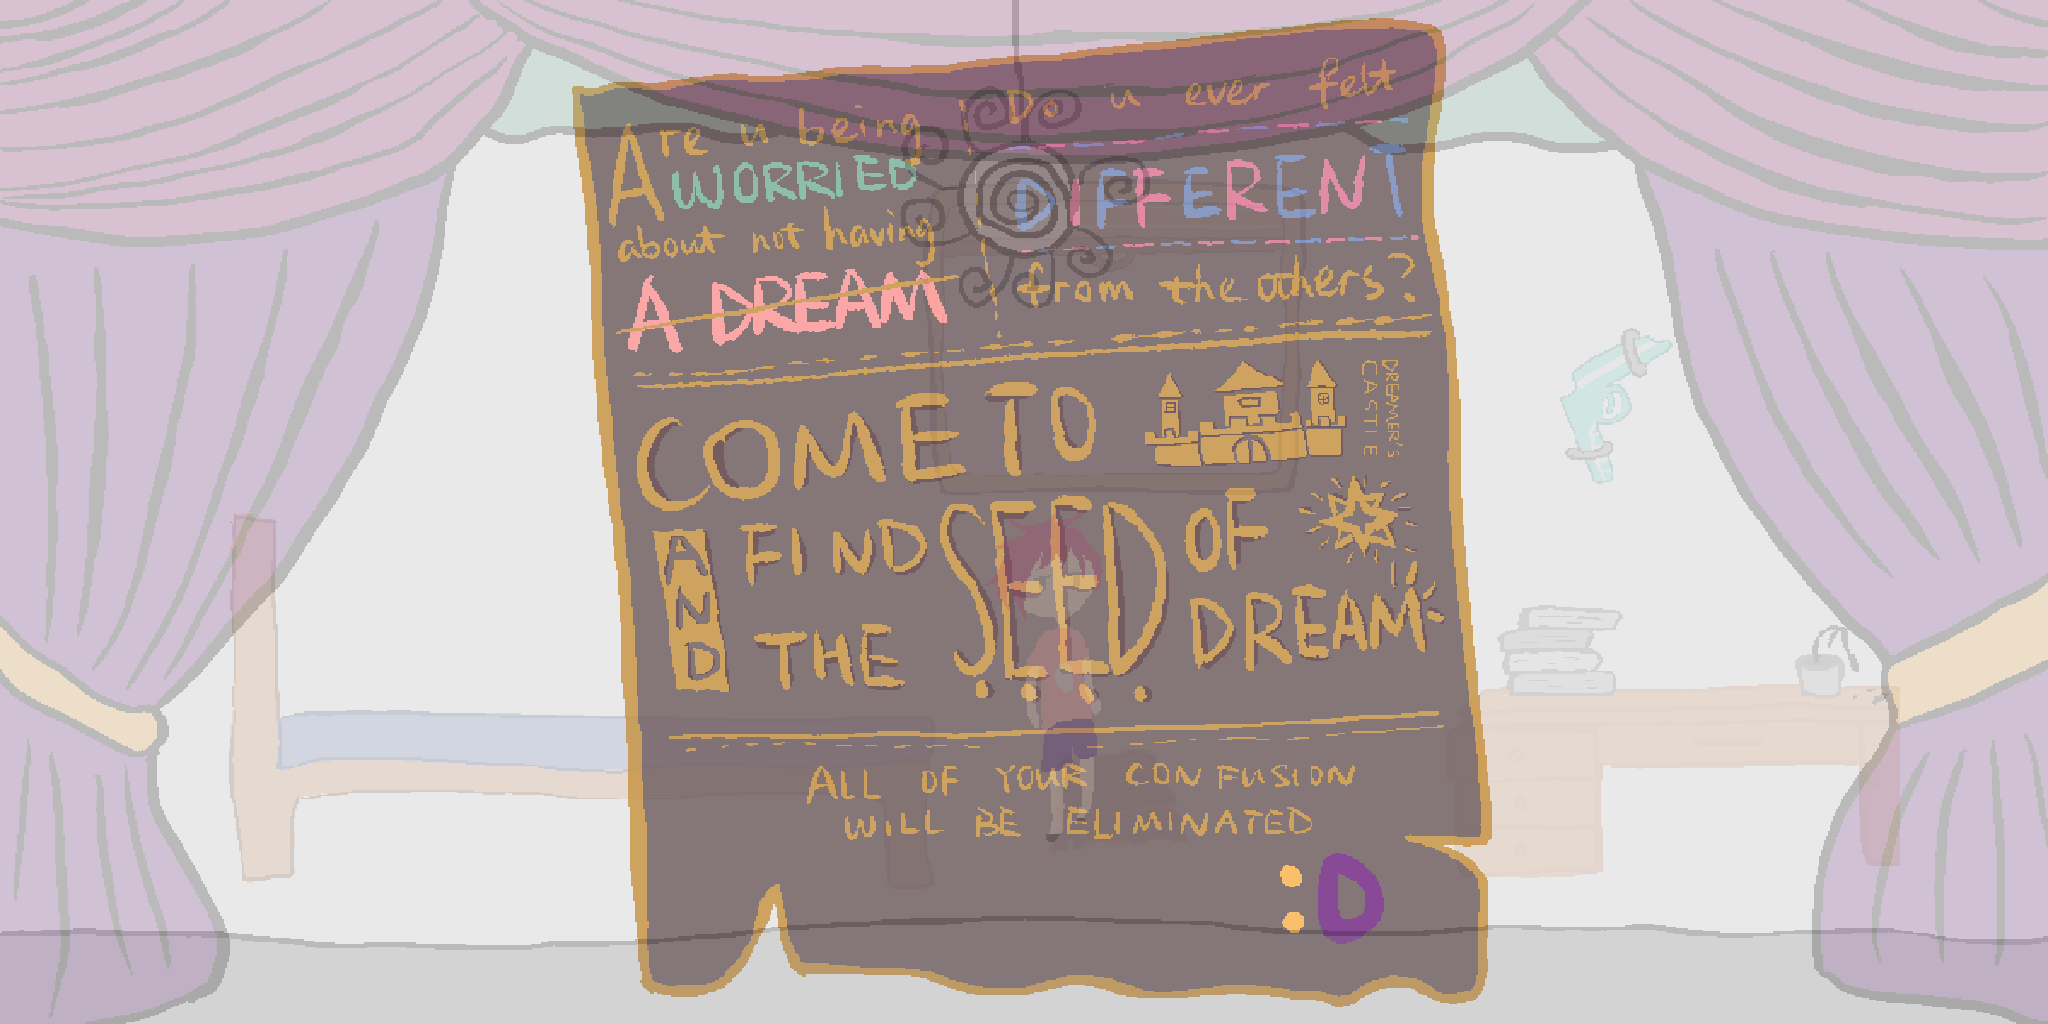 Are u being
WORRIED
about not having
A DREAM
Do u ever felt
DIFFERENT
from the others?
COME TO
DREAMER'S
CASTLE
AND
FIND
THE
SEED
OF
DREAM
ALL OF YOUR CONFUSION
WILL BE ELIMINATED
:D